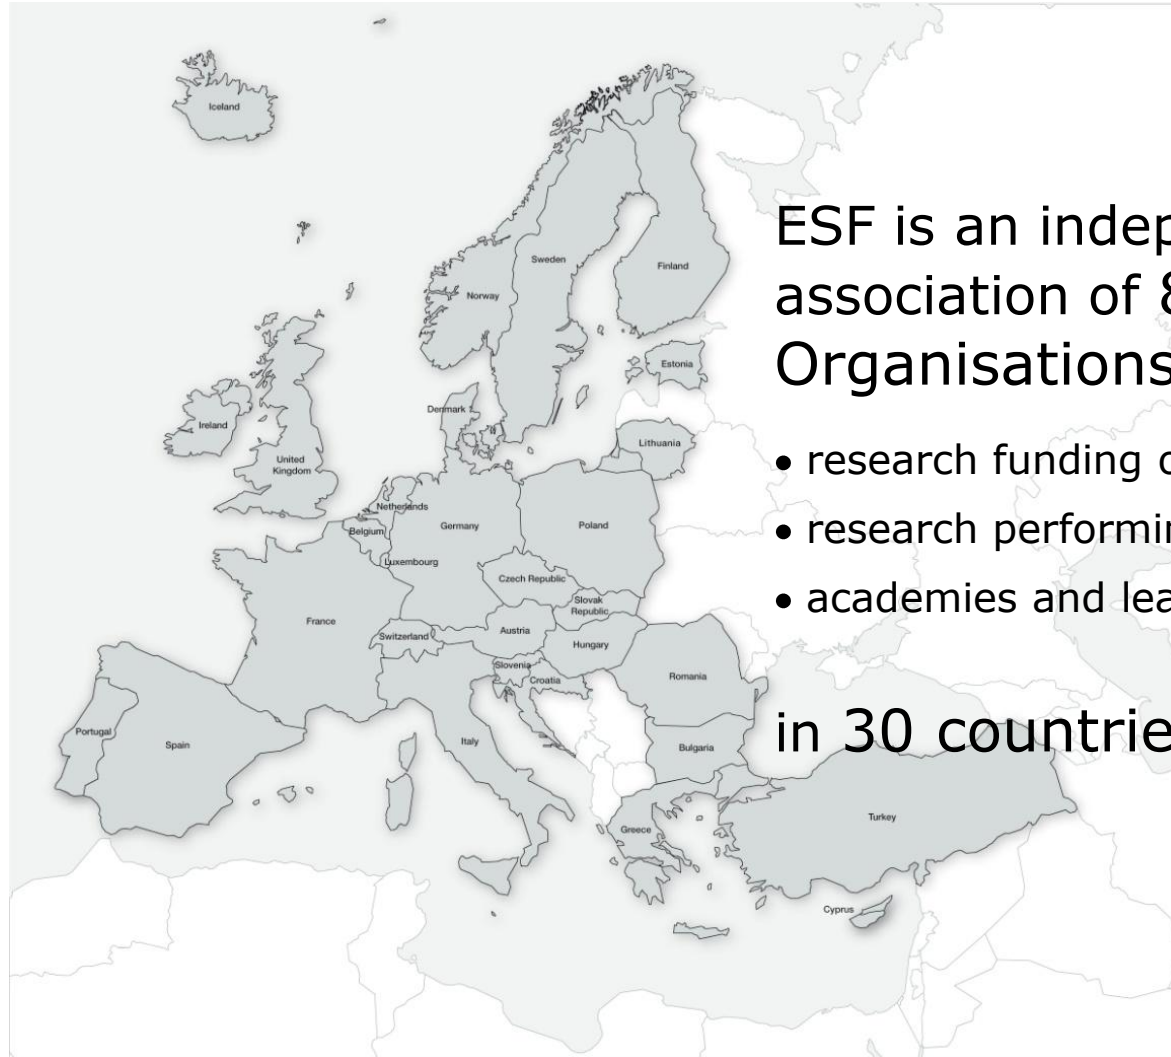 Iceland
Sweden
Finland
Norway
Estonia
Denmark
Ireland
United
Kingdom
Lithuania
Netherlands
Belgium
Germany
Poland
Luxembourg
Czech Republic
Slovak
Republic
France
Switzerland
Austria
Hungary
Slovenia
Croatia
Romania
Portugal
Spain
Italy
Bulgaria
Greece
Turkey
Cyprus
ESF is an indep
association of
Organisations
• research funding
• research performin
• academies and lea
in 30 countrie